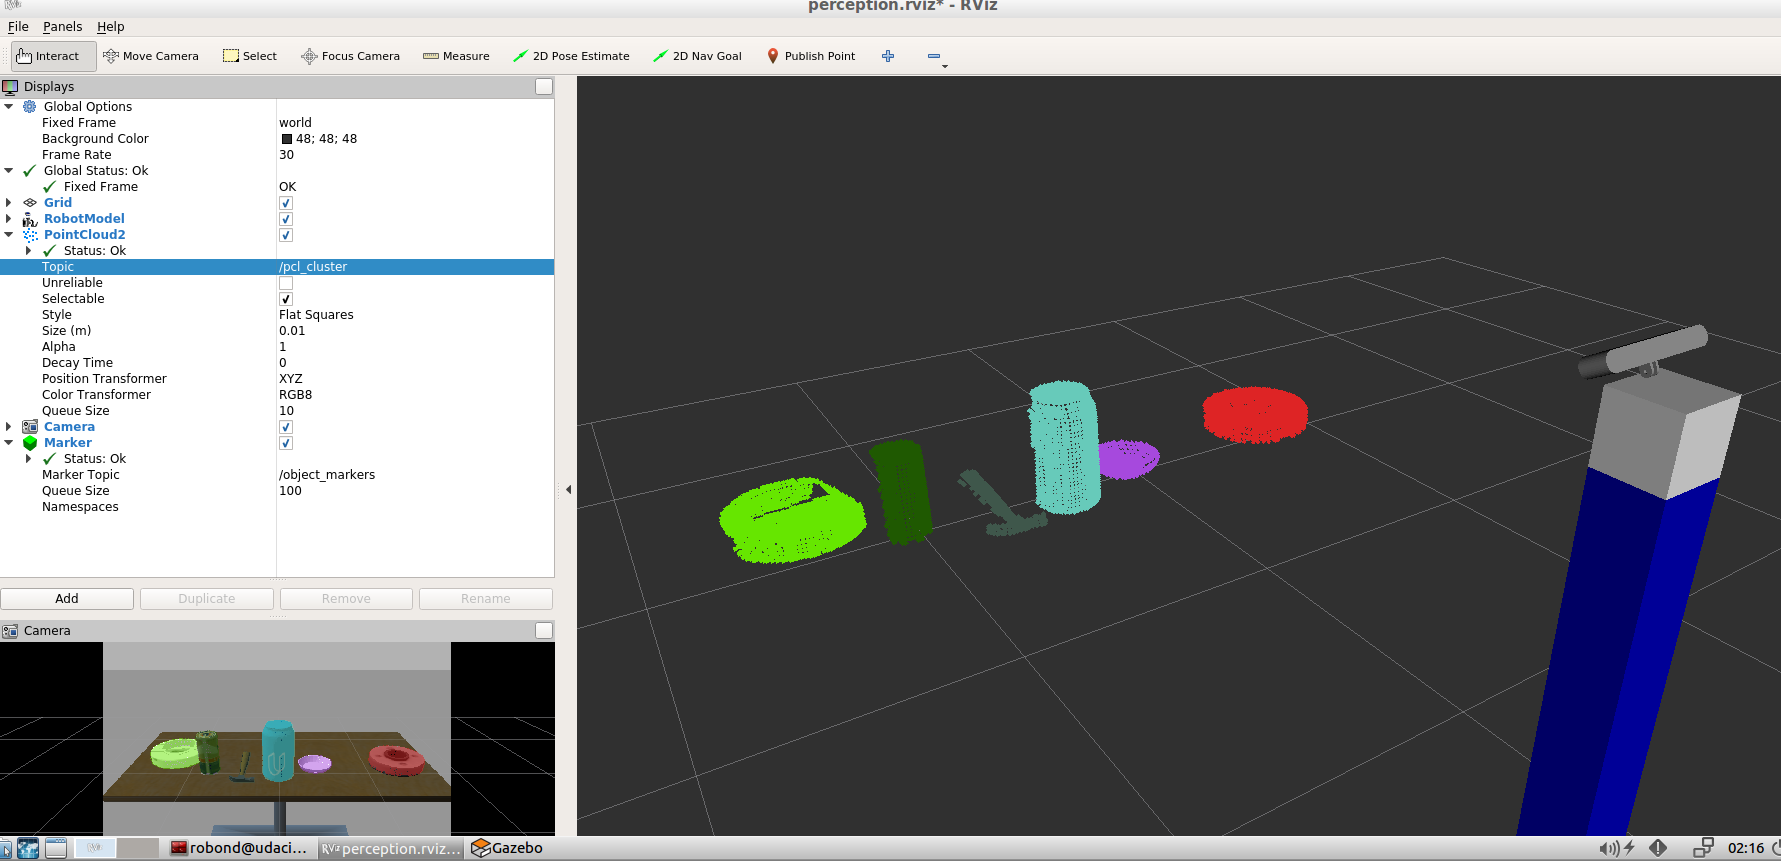 perception.rviz* - RViz
File Panels Help
Interact Move Camera Select Focus Camera Measure 2D Pose Estimate 2D Nav Goal Publish Point
Displays
Global Options
Fixed Frame world
Background Color 48; 48; 48
Frame Rate 30
Global Status: Ok
Fixed Frame OK
Grid
RobotModel
PointCloud2
Status: Ok
Topic /pcl_cluster
Unreliable
Selectable
Style Flat Squares
Size (m) 0.01
Alpha 1
Decay Time 0
Position Transformer XYZ
Color Transformer RGB8
Queue Size 10
Camera
Marker
Status: Ok
Marker Topic /object_markers
Queue Size 100
Namespaces
Add Duplicate Remove Rename
Camera
robond@udaci... RViz perception.rviz... Gazebo 02:16